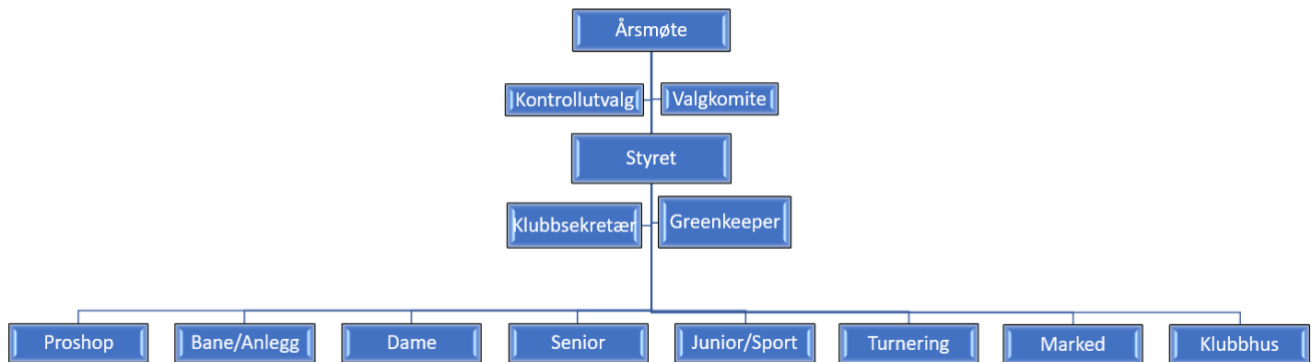 Årsmøte
Kontrollutvalg
Valgkomite
Styret
Klubbsekretær
Greenkeeper
Proshop
Bane/Anlegg
Dame
Senior
Junior/Sport
Turnering
Marked
Klubbhus